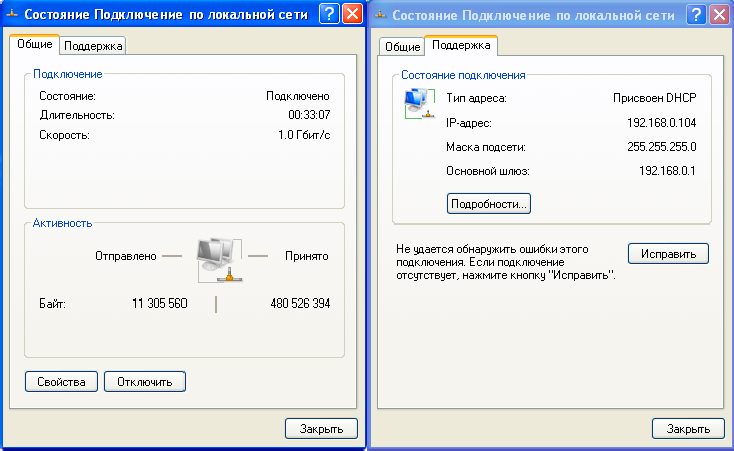 Состояние Подключение по локальной сети
Общие
Поддержка
Подключение
Состояние: Подключено
Длительность: 00:33:07
Скорость: 1.0 Гбит/с
Активность
Отправлено — — Принято
Байт: 11 305 560 | 480 526 394
Свойства
Отключить
Закрыть
Состояние Подключение по локальной сети
Общие
Поддержка
Состояние подключения
Тип адреса: Присвоен DHCP
IP-адрес: 192.168.0.104
Маска подсети: 255.255.255.0
Основной шлюз: 192.168.0.1
Подробности...
Не удается обнаружить ошибки этого
подключения. Если подключение
отсутствует, нажмите кнопку "Исправить".
Исправить
Закрыть